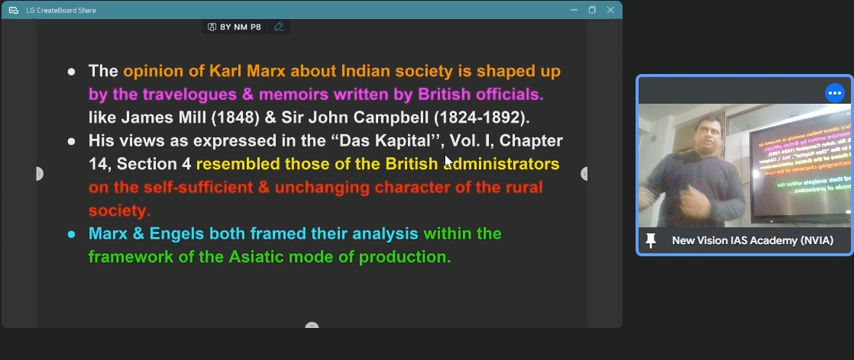 LG CreateBoard Share
8Y NM P8
The opinion of Karl Marx about Indian society is shaped up
by the travelogues & memoirs written by British officials.
like James Mill (1848) & Sir John Campbell (1824-1892).
His views as expressed in the “Das Kapital’’, Vol. I, Chapter
14, Section 4 resembled those of the British administrators
on the self-sufficient & unchanging character of the rural
society.
Marx & Engels both framed their analysis within the
framework of the Asiatic mode of production.
New Vision IAS Academy (NVIA)